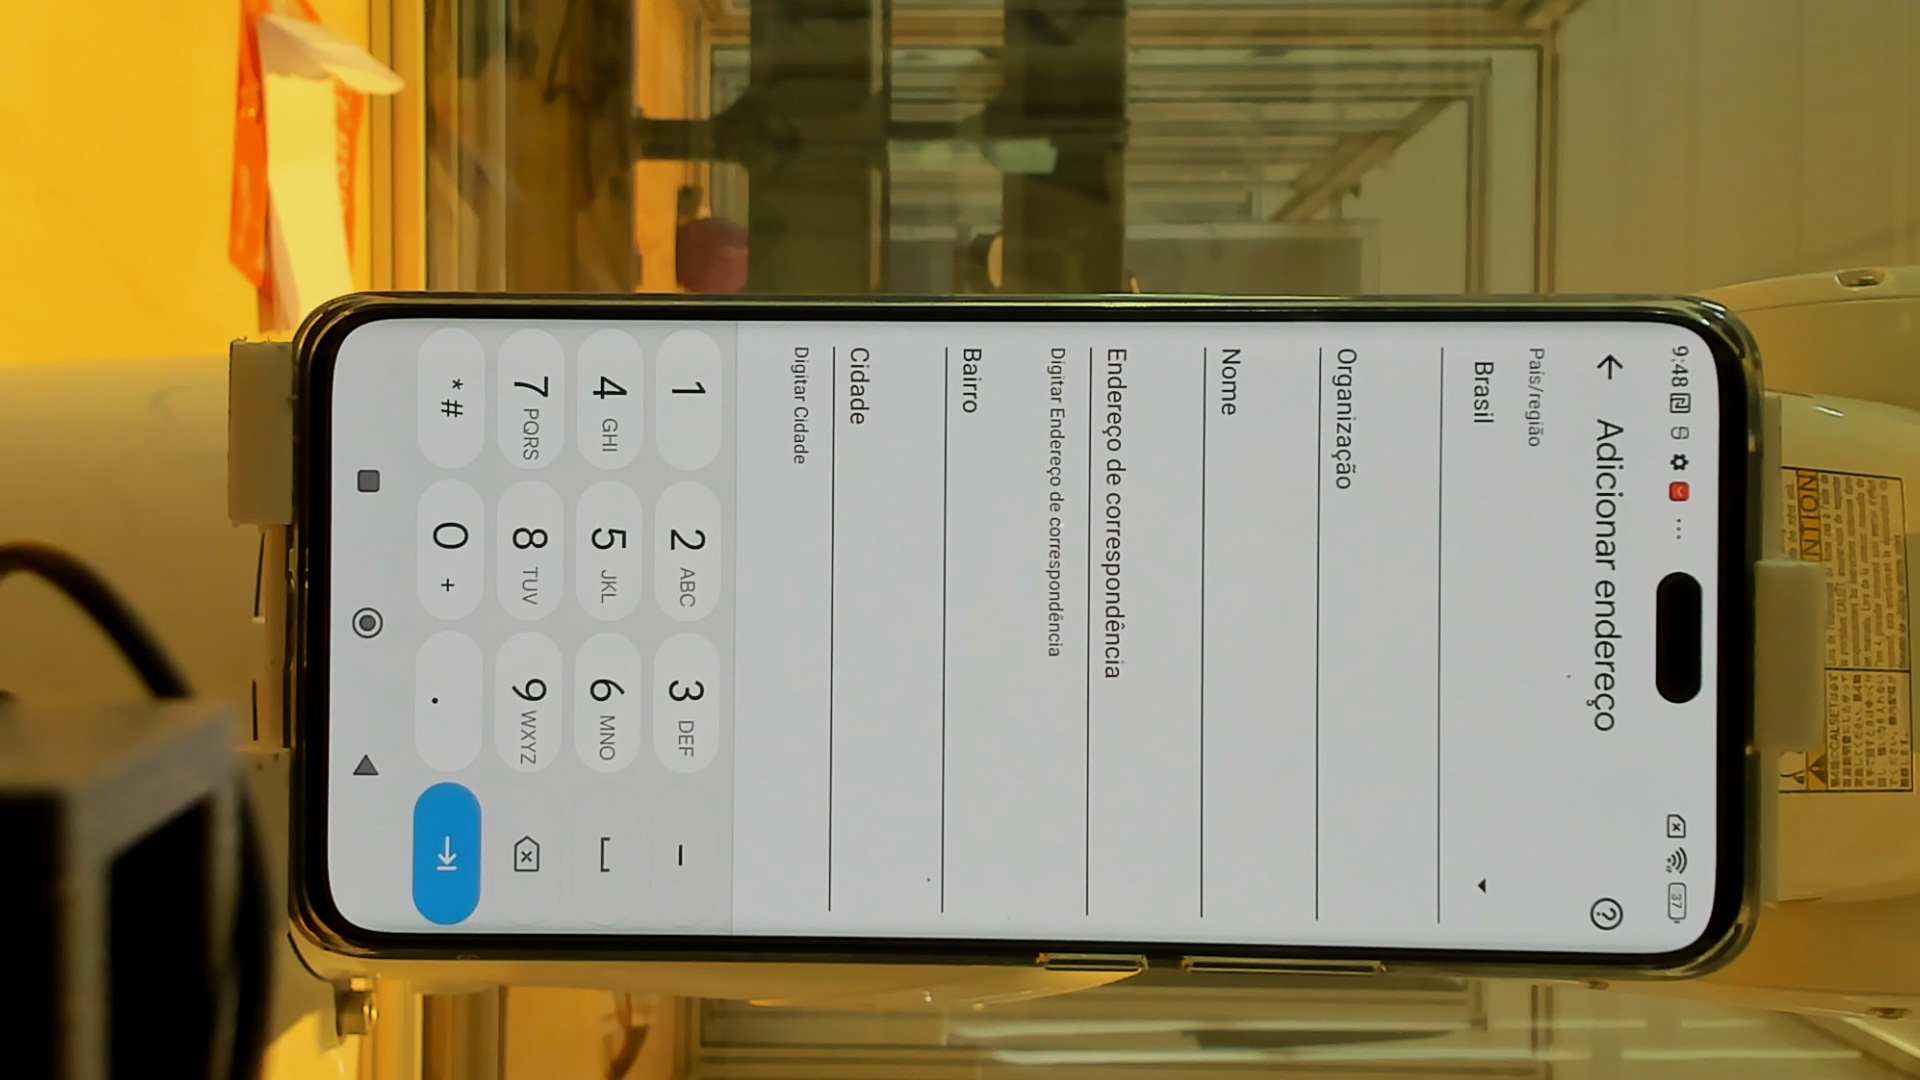 9:48
37
Adicionar endereço
País/região
Brasil
Organização
Nome
Endereço de correspondência
Digitar Endereço de correspondência
Bairro
Cidade
Digitar Cidade
1 2 ABC 3 DEF -
4 GHI 5 JKL 6 MNO
7 PQRS 8 TUV 9 WXYZ
* # 0 + .